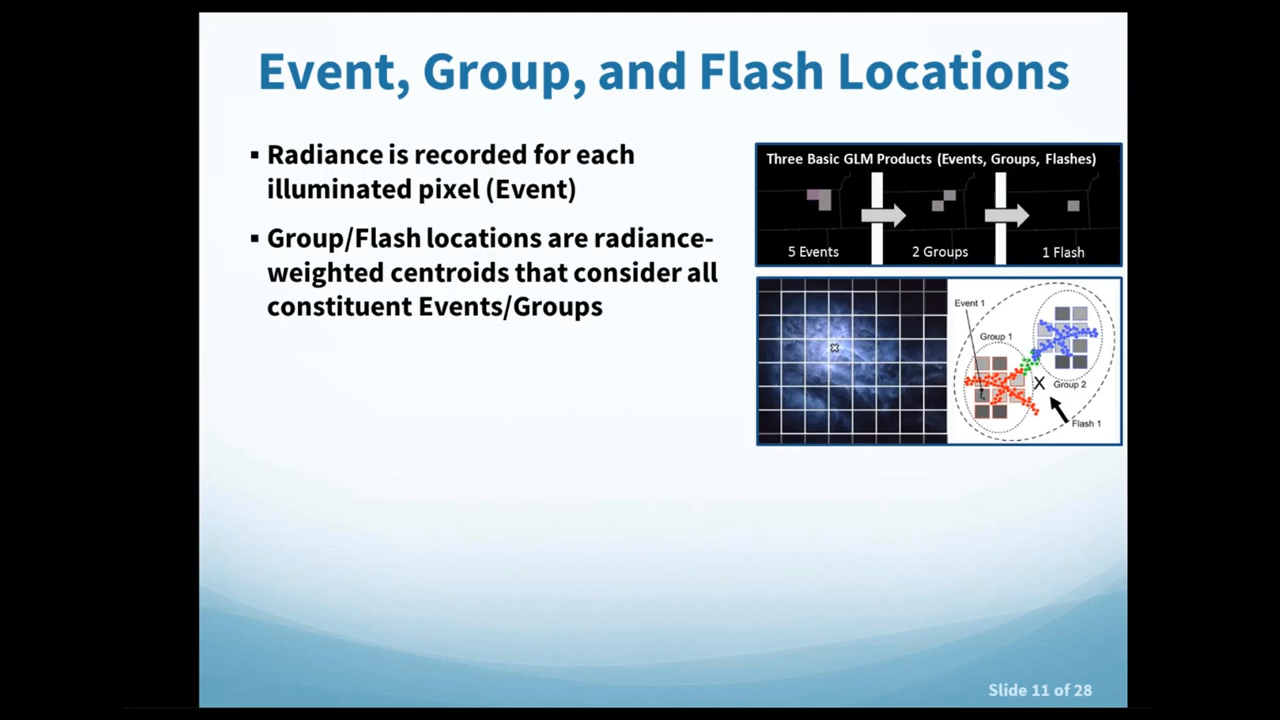 Event, Group, and Flash Locations
▪ Radiance is recorded for each
illuminated pixel (Event)
▪ Group/Flash locations are radiance-
weighted centroids that consider all
constituent Events/Groups
Three Basic GLM Products (Events, Groups, Flashes)
5 Events
2 Groups
1 Flash
Event 1
Group 1
X
Group 2
Flash 1
Slide 11 of 28